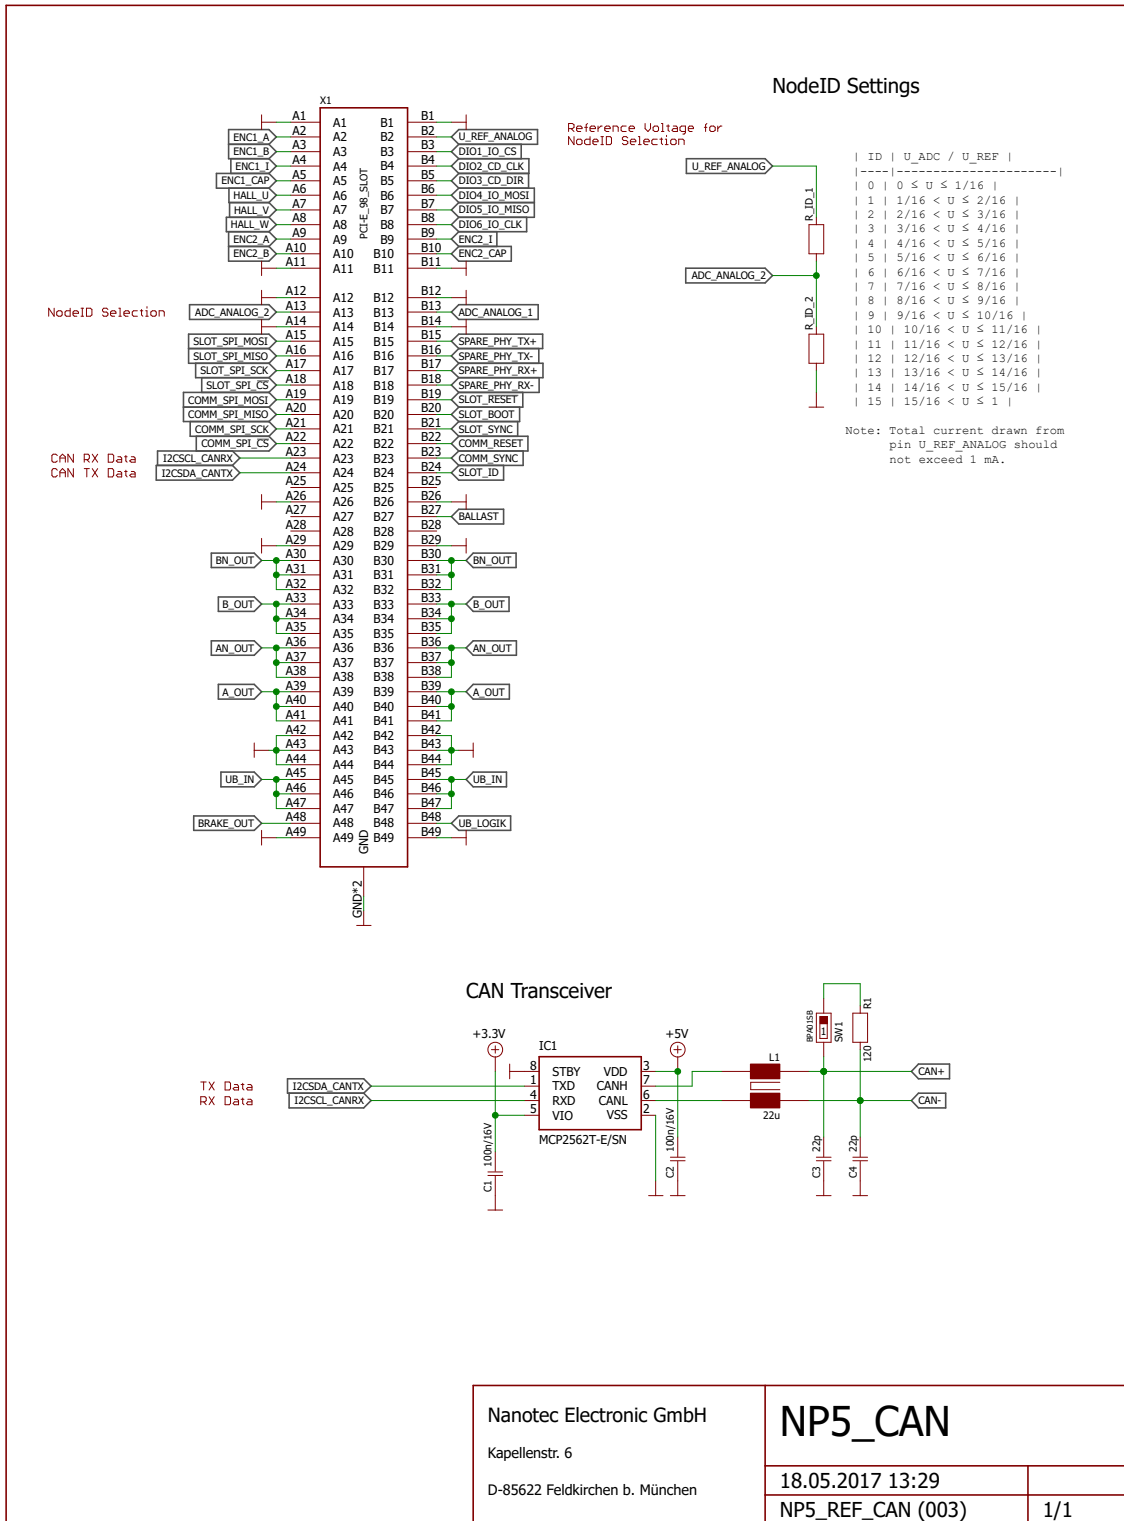 NodeID Settings
X1
PCI-E_98_SLOT
A1 A1 B1 B1
ENC1_A A2 A2 B2 B2 U_REF_ANALOG
ENC1_B A3 A3 B3 B3 DIO1_IO_CS
ENC1_I A4 A4 B4 B4 DIO2_CD_CLK
ENC1_CAP A5 A5 B5 B5 DIO3_CD_DIR
HALL_U A6 A6 B6 B6 DIO4_IO_MOSI
HALL_V A7 A7 B7 B7 DIO5_IO_MISO
HALL_W A8 A8 B8 B8 DIO6_IO_CLK
ENC2_A A9 A9 B9 B9 ENC2_I
ENC2_B A10 A10 B10 B10 ENC2_CAP
A11 A11 B11 B11
A12 A12 B12 B12
NodeID Selection ADC_ANALOG_2 A13 A13 B13 B13 ADC_ANALOG_1
A14 A14 B14 B14
SLOT_SPI_MOSI A15 A15 B15 B15 SPARE_PHY_TX+
SLOT_SPI_MISO A16 A16 B16 B16 SPARE_PHY_TX-
SLOT_SPI_SCK A17 A17 B17 B17 SPARE_PHY_RX+
SLOT_SPI_CS A18 A18 B18 B18 SPARE_PHY_RX-
COMM_SPI_MOSI A19 A19 B19 B19 SLOT_RESET
COMM_SPI_MISO A20 A20 B20 B20 SLOT_BOOT
COMM_SPI_SCK A21 A21 B21 B21 SLOT_SYNC
COMM_SPI_CS A22 A22 B22 B22 COMM_RESET
CAN RX Data I2CSCL_CANRX A23 A23 B23 B23 COMM_SYNC
CAN TX Data I2CSDA_CANTX A24 A24 B24 B24 SLOT_ID
A25 A25 B25 B25
A26 A26 B26 B26
A27 A27 B27 B27 BALLAST
A28 A28 B28 B28
A29 A29 B29 B29
BN_OUT A30 A30 B30 B30 BN_OUT
A31 A31 B31 B31
A32 A32 B32 B32
B_OUT A33 A33 B33 B33 B_OUT
A34 A34 B34 B34
A35 A35 B35 B35
AN_OUT A36 A36 B36 B36 AN_OUT
A37 A37 B37 B37
A38 A38 B38 B38
A_OUT A39 A39 B39 B39 A_OUT
A40 A40 B40 B40
A41 A41 B41 B41
A42 A42 B42 B42
A43 A43 B43 B43
A44 A44 B44 B44
UB_IN A45 A45 B45 B45 UB_IN
A46 A46 B46 B46
A47 A47 B47 B47
BRAKE_OUT A48 A48 B48 B48 UB_LOGIK
A49 A49 B49 B49
GND
GND*2
Reference Voltage for
NodeID Selection
U_REF_ANALOG
R_ID_1
ADC_ANALOG_2
R_ID_2
| ID | U_ADC / U_REF |
|----|----------------------|
| 0 | 0 ≤ U ≤ 1/16 |
| 1 | 1/16 < U ≤ 2/16 |
| 2 | 2/16 < U ≤ 3/16 |
| 3 | 3/16 < U ≤ 4/16 |
| 4 | 4/16 < U ≤ 5/16 |
| 5 | 5/16 < U ≤ 6/16 |
| 6 | 6/16 < U ≤ 7/16 |
| 7 | 7/16 < U ≤ 8/16 |
| 8 | 8/16 < U ≤ 9/16 |
| 9 | 9/16 < U ≤ 10/16 |
| 10 | 10/16 < U ≤ 11/16 |
| 11 | 11/16 < U ≤ 12/16 |
| 12 | 12/16 < U ≤ 13/16 |
| 13 | 13/16 < U ≤ 14/16 |
| 14 | 14/16 < U ≤ 15/16 |
| 15 | 15/16 < U ≤ 1 |
Note: Total current drawn from
pin U_REF_ANALOG should
not exceed 1 mA.
CAN Transceiver
+3.3V
IC1
+5V
BPA01SB
1
SW1
R1
120
L1
22u
8 STBY VDD 3
TX Data I2CSDA_CANTX 1 TXD CANH 7
RX Data I2CSCL_CANRX 4 RXD CANL 6
5 VIO VSS 2
MCP2562T-E/SN
CAN+
CAN-
C1
100n/16V
C2
100n/16V
C3
22p
C4
22p
Nanotec Electronic GmbH
Kapellenstr. 6
D-85622 Feldkirchen b. München
NP5_CAN
18.05.2017 13:29
NP5_REF_CAN (003) 1/1